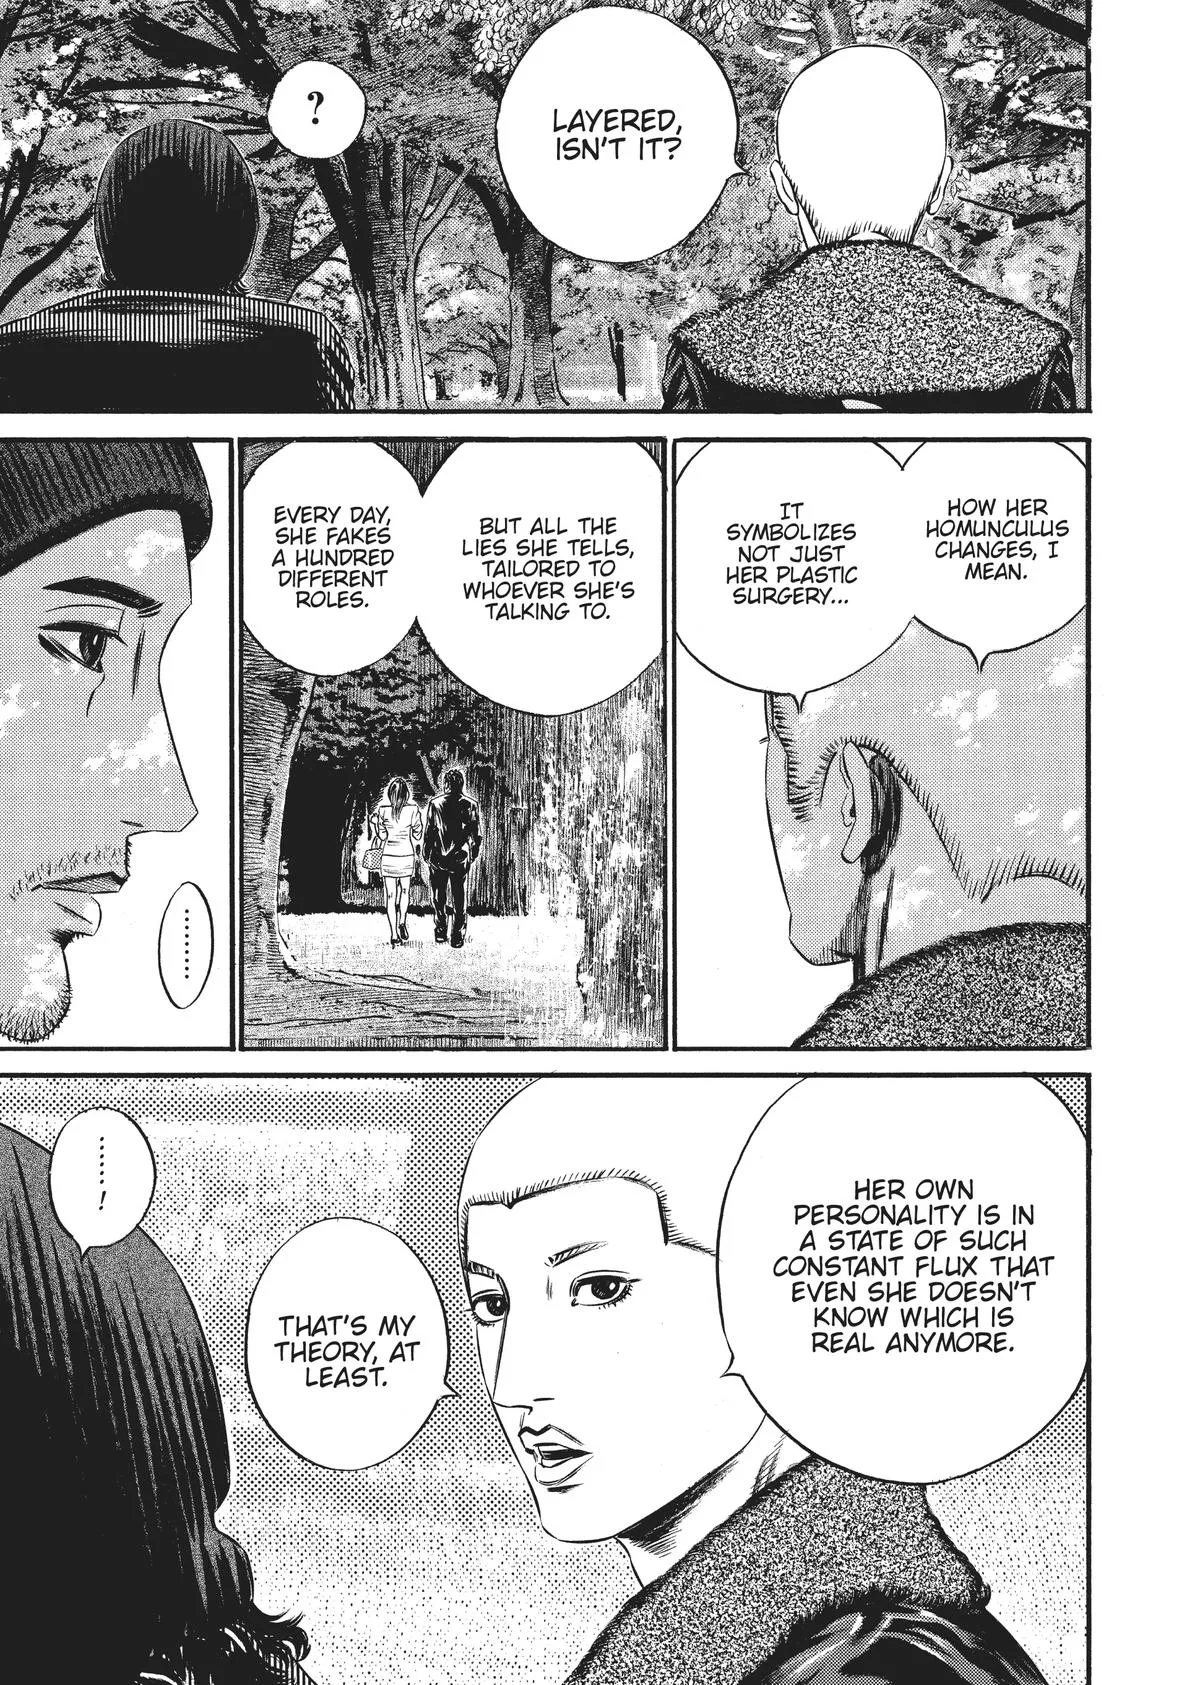 LAYERED,
ISN'T IT?
?
HOW HER
HOMUNCULUS
CHANGES, I
MEAN.
IT
SYMBOLIZES
NOT JUST
HER PLASTIC
SURGERY...
BUT ALL THE
LIES SHE TELLS,
TAILORED TO
WHOEVER SHE'S
TALKING TO.
EVERY DAY,
SHE FAKES
A HUNDRED
DIFFERENT
ROLES.
........
HER OWN
PERSONALITY IS IN
A STATE OF SUCH
CONSTANT FLUX THAT
EVEN SHE DOESN'T
KNOW WHICH IS
REAL ANYMORE.
THAT'S MY
THEORY, AT
LEAST.
......!